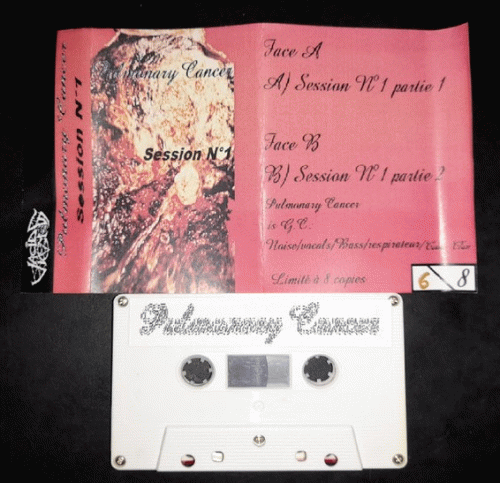 Pulmonary Cancer
Session N°1
Pulmonary Cancer
Session N°1
Face A
A) Session N°1 partie 1
Face B
B) Session N°1 partie 2
Pulmonary Cancer
is G.C.
Noise/vocals/Bass/respirateur/
Limité à 8 copies
6/8
Pulmonary Cancer